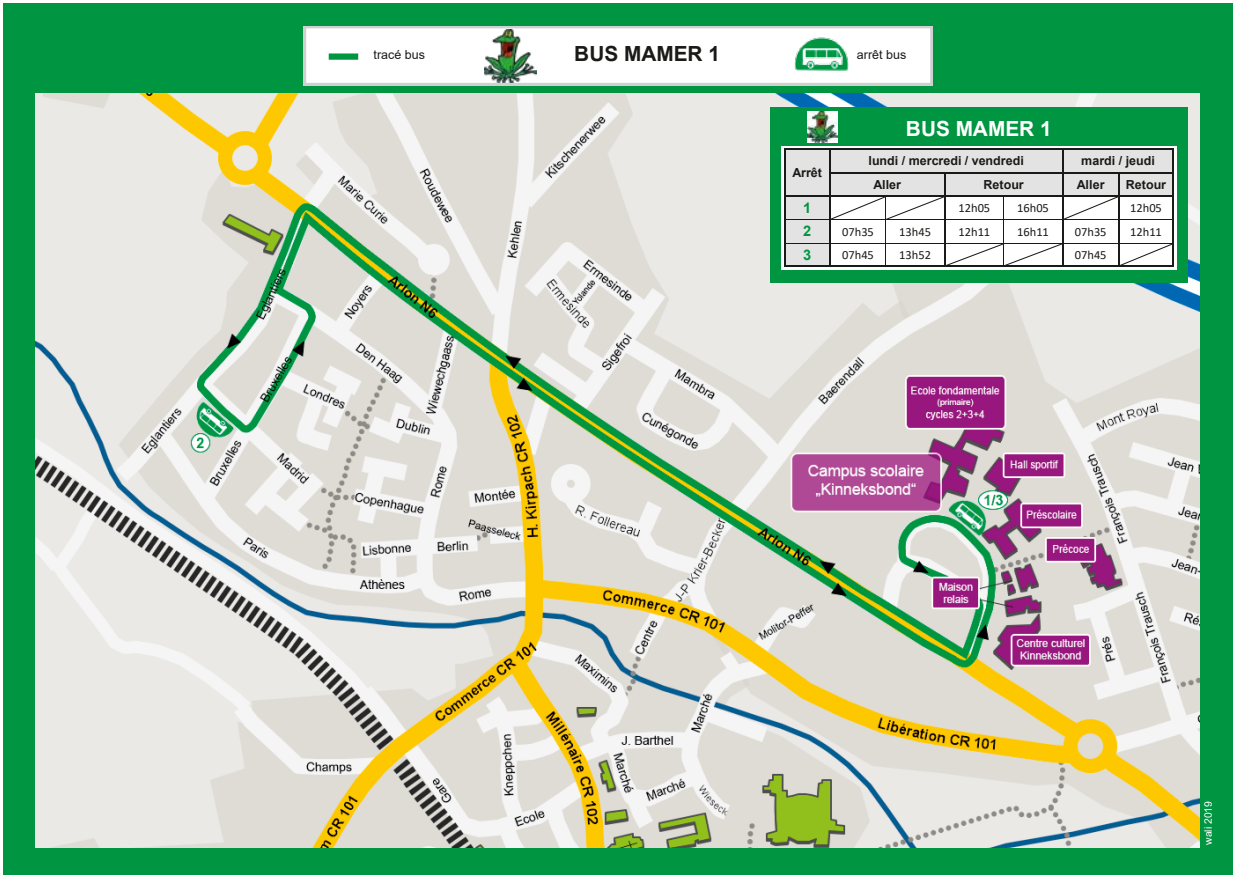 tracé bus
BUS MAMER 1
arrêt bus
BUS MAMER 1
Arrêt
lundi / mercredi / vendredi
mardi / jeudi
Aller
Retour
Aller
Retour
1
12h05
16h05
12h05
2
07h35
13h45
12h11
16h11
07h35
12h11
3
07h45
13h52
07h45
Marie Curie
Roudewee
Kitschenerwee
Kehlen
Arlon N6
Eglantiers
Noyers
Ermesinde
Yolande
Ermesinde
Sigefroi
Den Haag
Wiewechgaass
Bruxelles
Londres
Dublin
Mambra
Cunégonde
Baerendall
Eglantiers
2
Bruxelles
Madrid
Copenhague
Rome
Montée
Paasseleck
H. Kirpach CR 102
R. Follereau
J-P Krier-Becker
Arlon N6
Ecole fondamentale
(primaire)
cycles 2+3+4
Campus scolaire
„Kinneksbond“
Hall sportif
1/3
Préscolaire
Précoce
Maison
relais
Centre culturel
Kinneksbond
Mont Royal
François Trausch
Jean
Jean-
Prés
François Trausch
Paris
Lisbonne
Berlin
Athènes
Rome
Commerce CR 101
Molitor-Peffer
Centre
Maximins
Commerce CR 101
Millénaire CR 102
Marché
Libération CR 101
J. Barthel
Kneppchen
Marché
Marché
Wieseck
Champs
Gare
Ecole
m CR 101
wali 2019